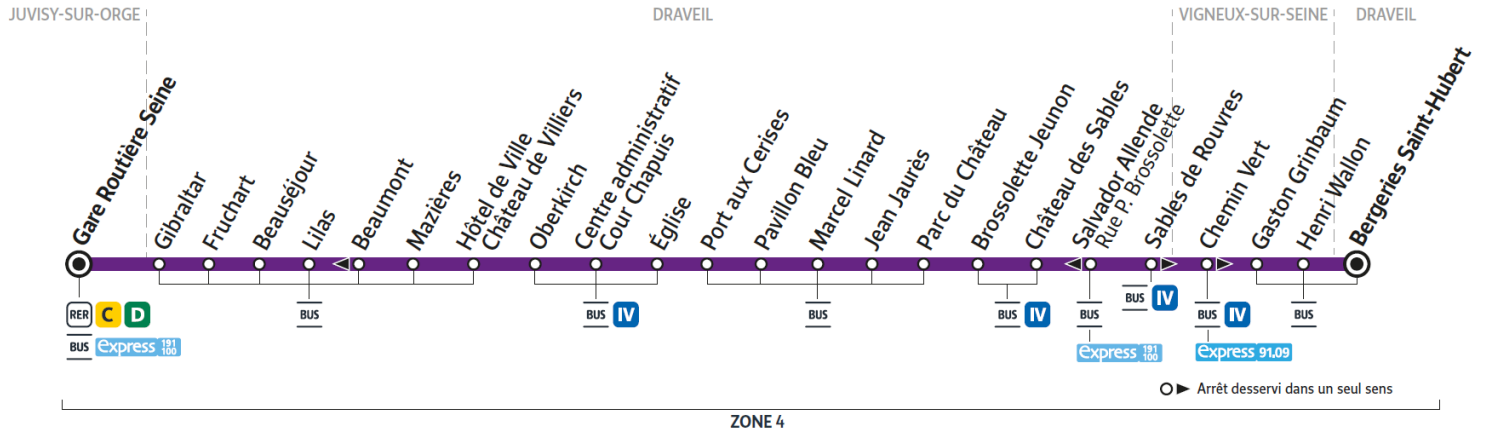 JUVISY-SUR-ORGE
DRAVEIL
VIGNEUX-SUR-SEINE
DRAVEIL
Gare Routière Seine
Gibraltar
Fruchart
Beauséjour
Lilas
Beaumont
Mazières
Hôtel de Ville
Château de Villiers
Oberkirch
Centre administratif
Cour Chapuis
Église
Port aux Cerises
Pavillon Bleu
Marcel Linard
Jean Jaurès
Parc du Château
Brossolette Jeunon
Château des Sables
Salvador Allende
Rue P. Brossolette
Sables de Rouvres
Chemin Vert
Gaston Grinbaum
Henri Wallon
Bergeries Saint-Hubert
RER C D
BUS express 191 100
BUS
BUS IV
BUS
BUS IV
BUS
express 191 100
BUS IV
BUS IV
express 91.09
BUS
Arrêt desservi dans un seul sens
ZONE 4